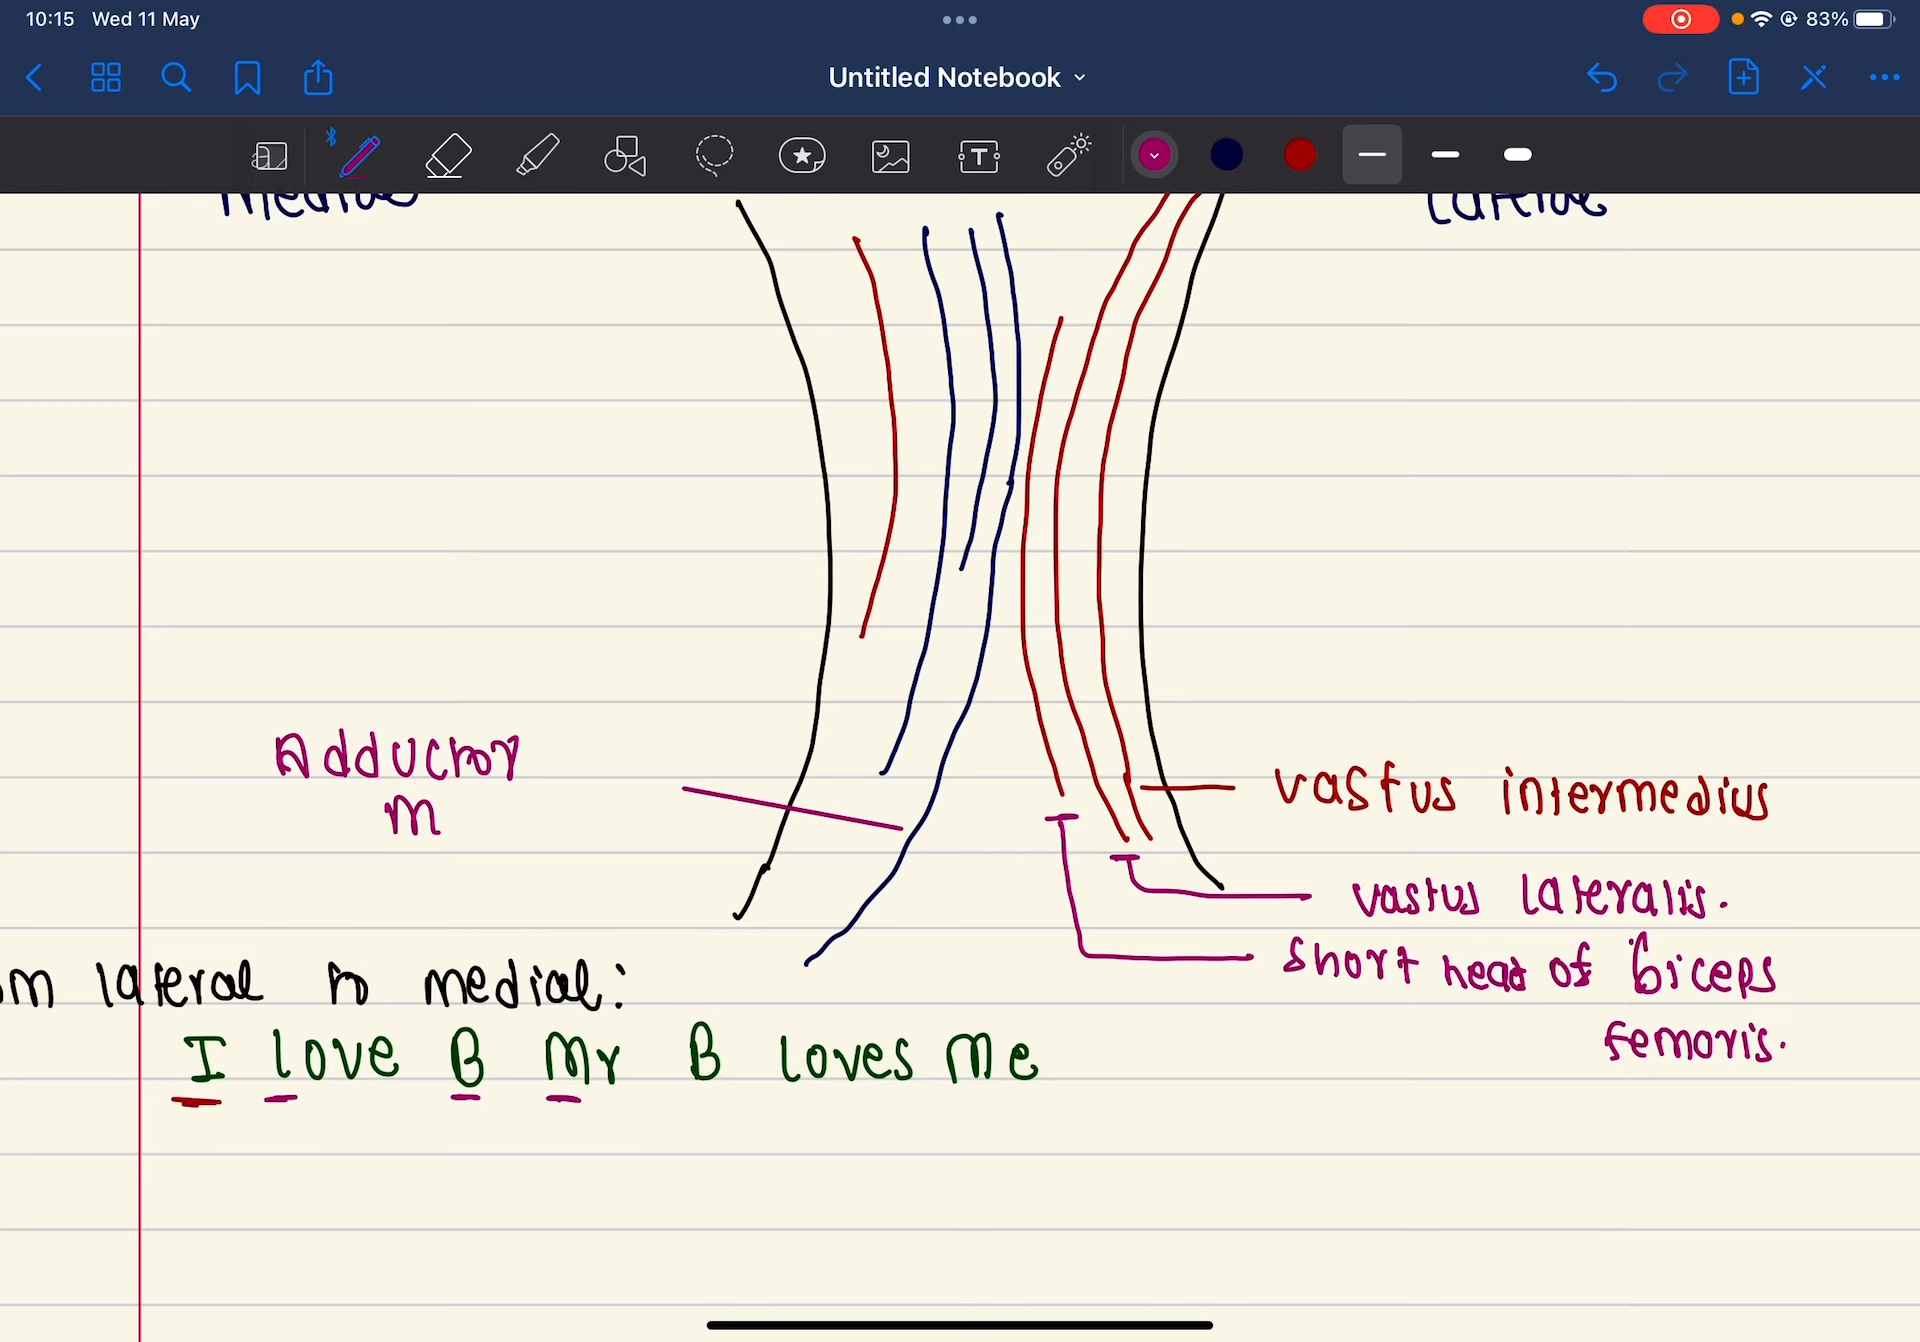 10:15 Wed 11 May
83%
Untitled Notebook
T
Adductor
m
vastus intermedius
vastus lateralis.
short head of biceps
femoris.
lateral to medial:
I love B Mr B loves Me